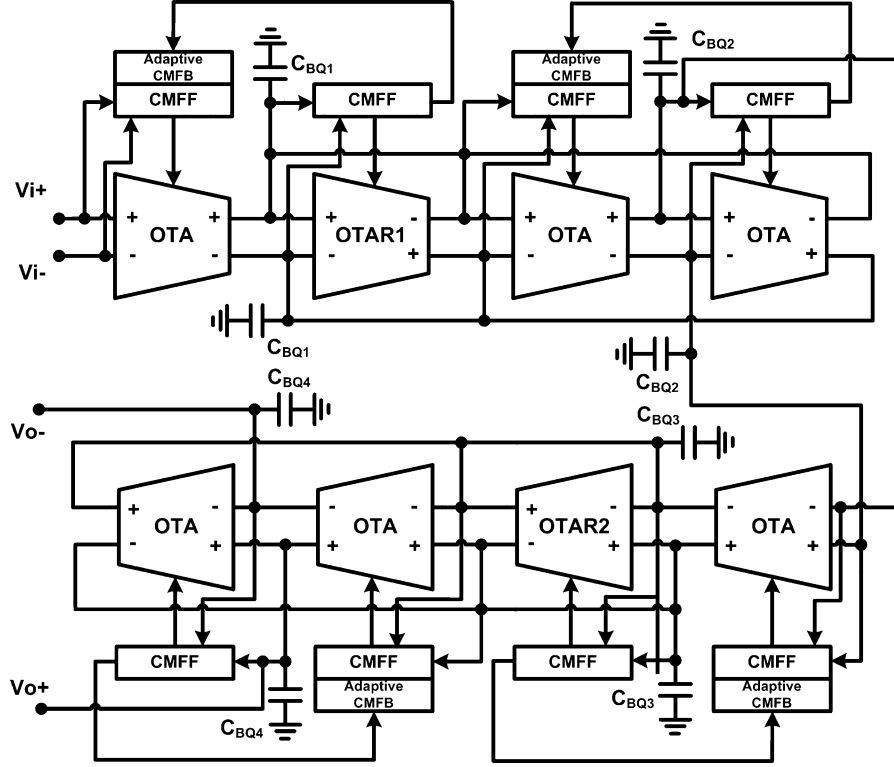 Adaptive
CMFB
CMFF
CBQ1
CMFF
Adaptive
CMFB
CMFF
CBQ2
CMFF
Vi+
Vi-
+ + - - OTA
+ - - + OTAR1
+ + - - OTA
+ - - + OTA
CBQ1
CBQ2
CBQ4
CBQ3
Vo-
+ - - + OTA
- - + + OTA
+ - - + OTAR2
- - + + OTA
CMFF
CMFF
Adaptive
CMFB
CMFF
CMFF
Adaptive
CMFB
Vo+
CBQ4
CBQ3